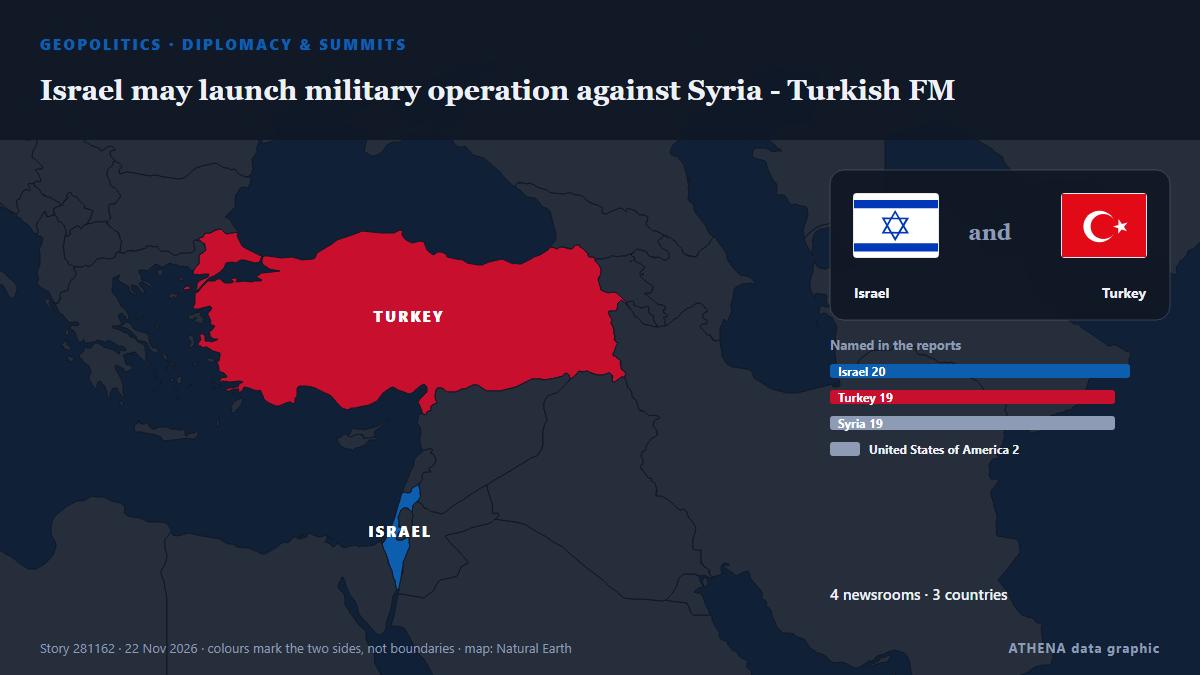 GEOPOLITICS · DIPLOMACY & SUMMITS
Israel may launch military operation against Syria - Turkish FM
and
Israel
Turkey
TURKEY
ISRAEL
Named in the reports
Israel 20
Turkey 19
Syria 19
United States of America 2
4 newsrooms · 3 countries
Story 281162 · 22 Nov 2026 · colours mark the two sides, not boundaries · map: Natural Earth
ATHENA data graphic